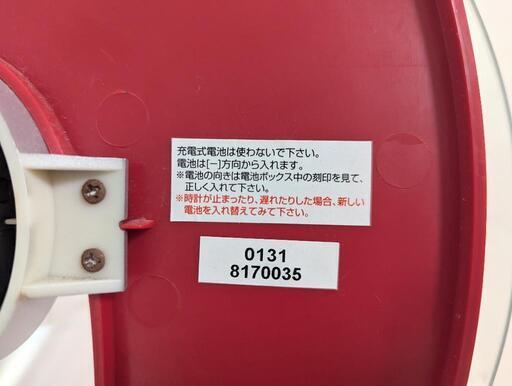 充電式電池は使わないで下さい。
電池は[−]方向から入れます。
※電池の向きは電池ボックス中の刻印を見て、
正しく入れて下さい。
※時計が止まったり、遅れたりした場合、新しい
電池を入れ替えてみて下さい。
0131
8170035